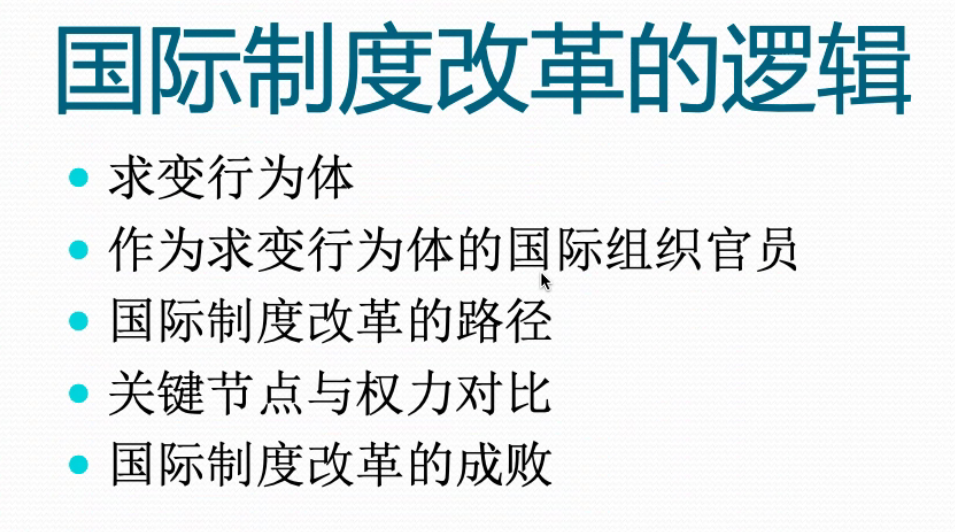 国际制度改革的逻辑
求变行为体
作为求变行为体的国际组织官员
国际制度改革的路径
关键节点与权力对比
国际制度改革的成败